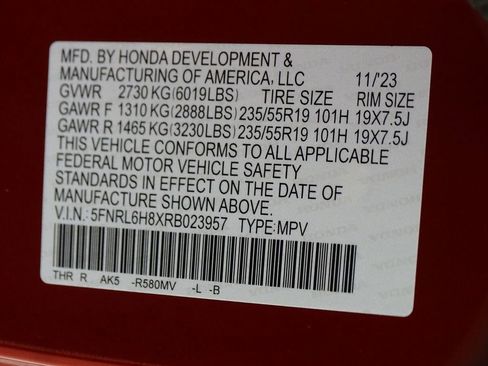 MFD. BY HONDA DEVELOPMENT &
MANUFACTURING OF AMERICA, LLC 11/'23
GVWR 2730 KG(6019LBS) TIRE SIZE RIM SIZE
GAWR F 1310 KG(2888LBS) 235/55R19 101H 19X7.5J
GAWR R 1465 KG(3230LBS) 235/55R19 101H 19X7.5J
THIS VEHICLE CONFORMS TO ALL APPLICABLE
FEDERAL MOTOR VEHICLE SAFETY
STANDARDS IN EFFECT ON THE DATE OF
MANUFACTURE SHOWN ABOVE.
V.I.N.: 5FNRL6H8XRB023957 TYPE:MPV
THR R AK5 -R580MV -L -B